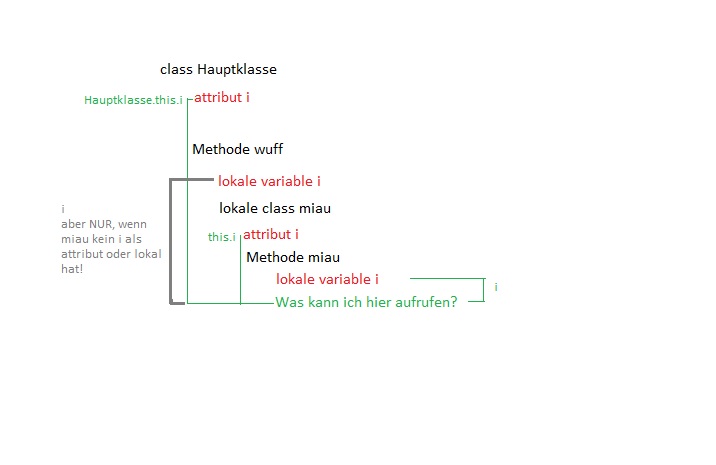 class Hauptklasse
Hauptklasse.this.i
attribut i
Methode wuff
lokale variable i
i
aber NUR, wenn
miau kein i als
attribut oder lokal
hat!
lokale class miau
this.i
attribut i
Methode miau
lokale variable i
i
Was kann ich hier aufrufen?